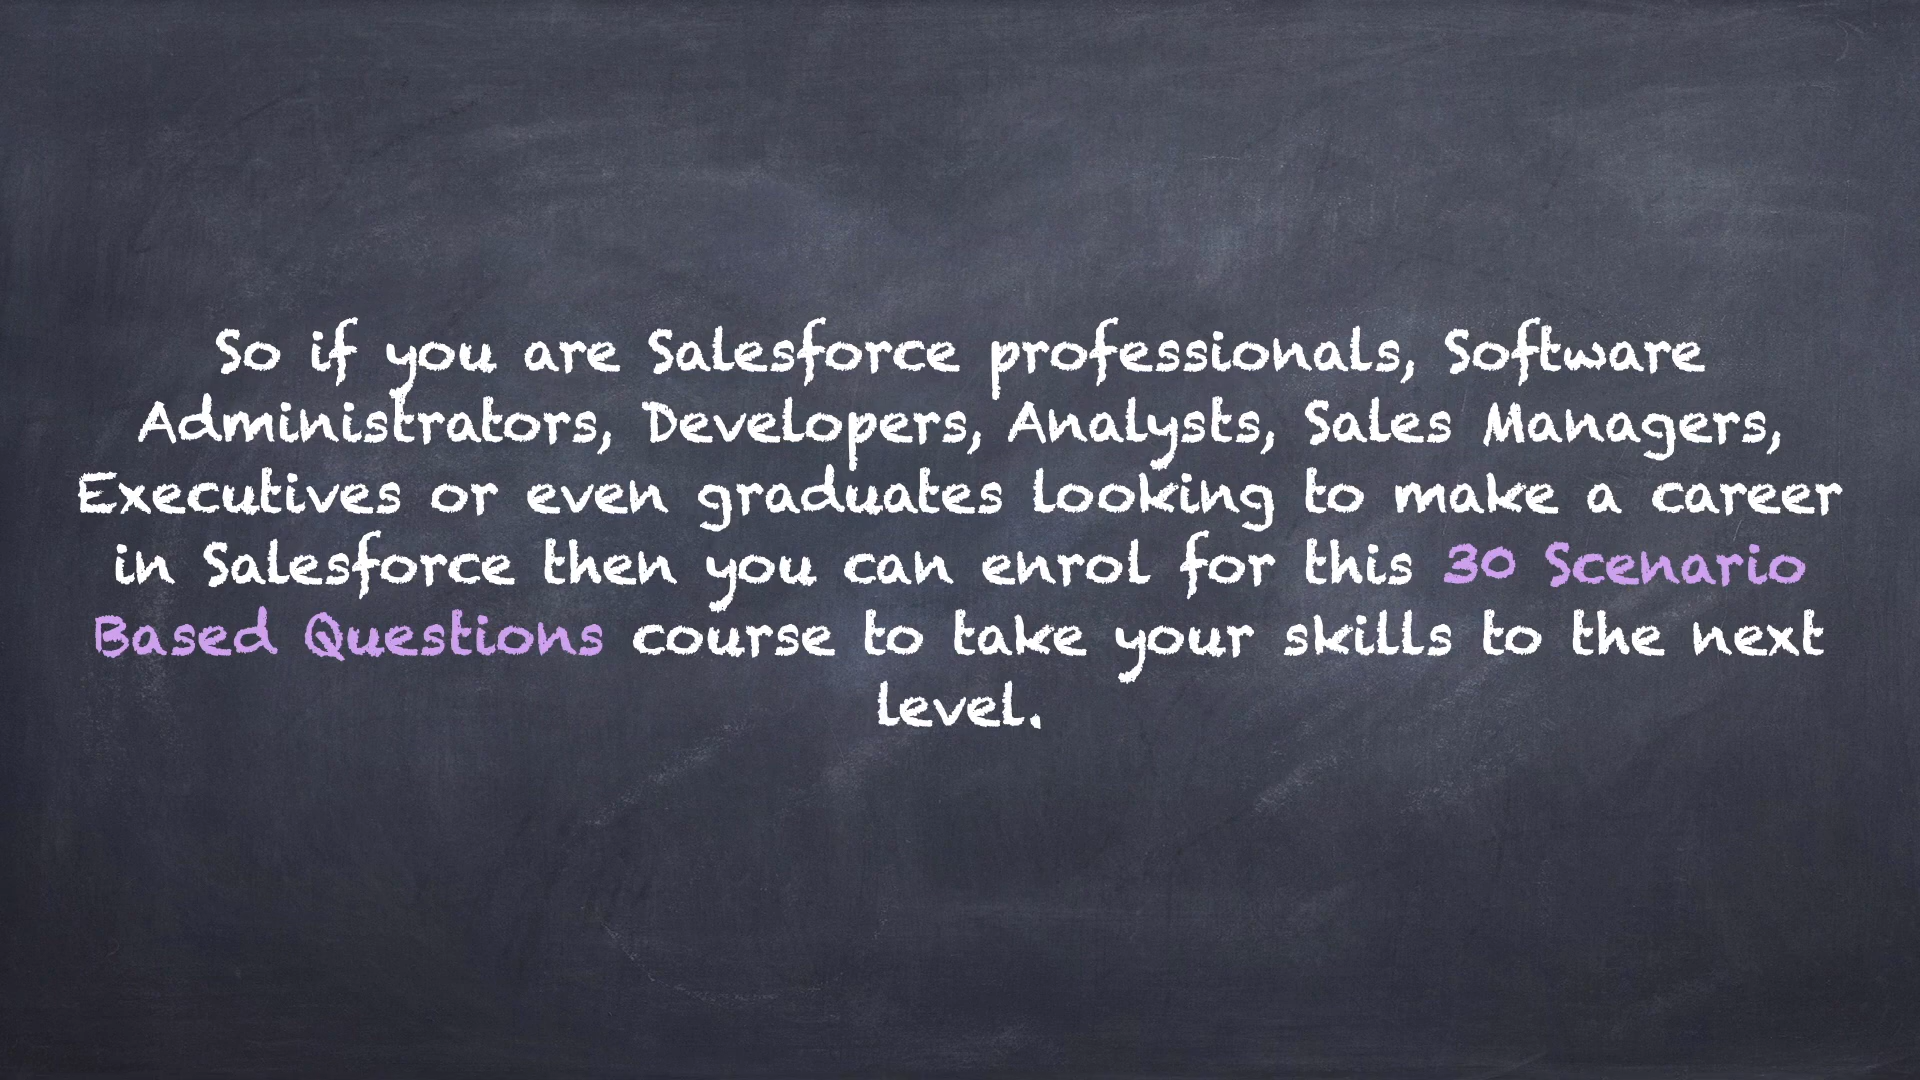 So if you are Salesforce professionals, Software
Administrators, Developers, Analysts, Sales Managers,
Executives or even graduates looking to make a career
in Salesforce then you can enrol for this 30 Scenario
Based Questions course to take your skills to the next
level.